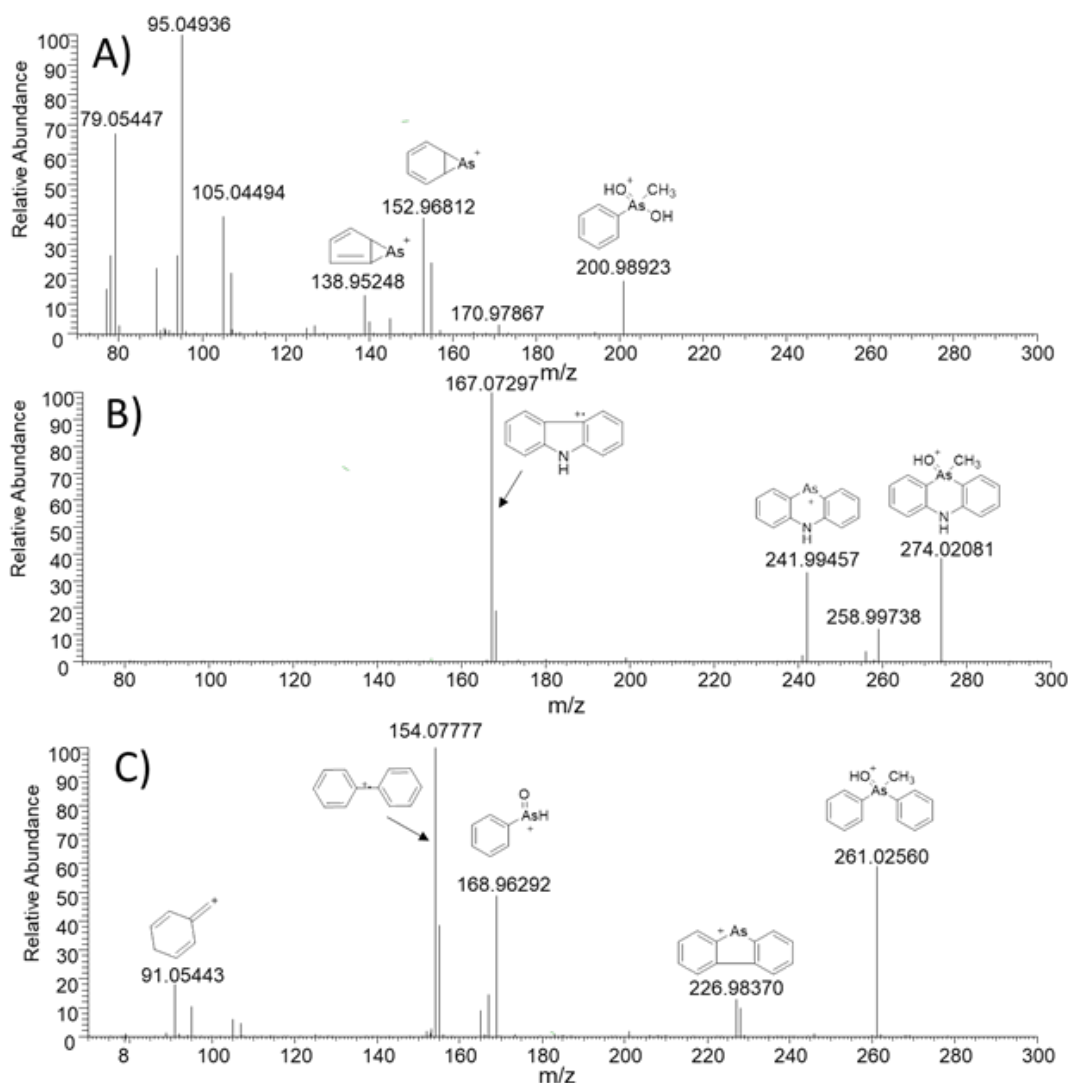 A)
Relative Abundance
100
90
80
70
60
50
40
30
20
10
0
95.04936
79.05447
105.04494
As
+
152.96812
As
+
138.95248
170.97867
+
HO
CH3
As
OH
200.98923
80 100 120 140 160 180 200 220 240 260 280 300
m/z
B)
Relative Abundance
100
90
80
70
60
50
40
30
20
10
0
167.07297
+•
N
H
As
+
N
H
241.99457
258.99738
+
HO
CH3
As
N
H
274.02081
80 100 120 140 160 180 200 220 240 260 280 300
m/z
C)
Relative Abundance
100
90
80
70
60
50
40
30
20
10
0
154.07777
+•
+
91.05443
O
AsH
+
168.96292
+ As
226.98370
+
HO
CH3
As
261.02560
80 100 120 140 160 180 200 220 240 260 280 300
m/z